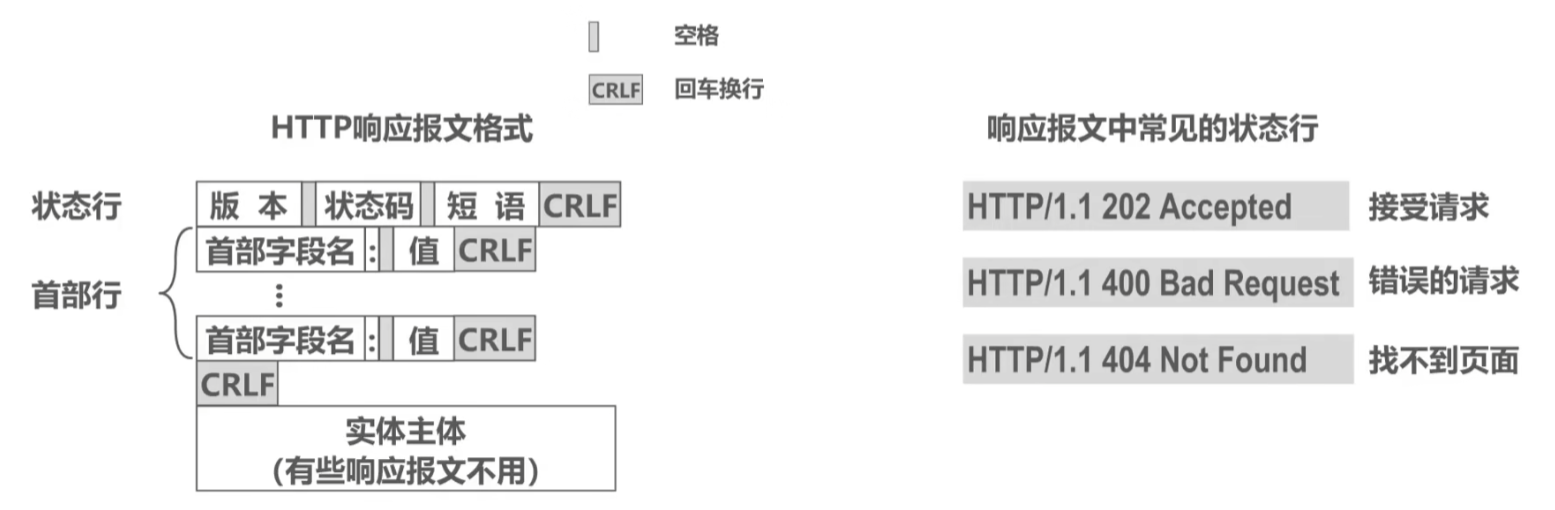 空格
CRLF 回车换行
HTTP响应报文格式
响应报文中常见的状态行
状态行 版 本 状态码 短 语 CRLF
首部字段名 : 值 CRLF
首部行 ⋮
首部字段名 : 值 CRLF
CRLF
实体主体
（有些响应报文不用）
HTTP/1.1 202 Accepted 接受请求
HTTP/1.1 400 Bad Request 错误的请求
HTTP/1.1 404 Not Found 找不到页面